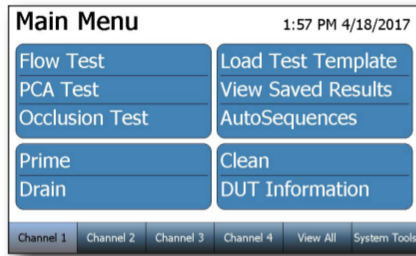 Main Menu 1:57 PM 4/18/2017
Flow Test
PCA Test
Occlusion Test
Load Test Template
View Saved Results
AutoSequences
Prime
Drain
Clean
DUT Information
Channel 1 Channel 2 Channel 3 Channel 4 View All System Tools